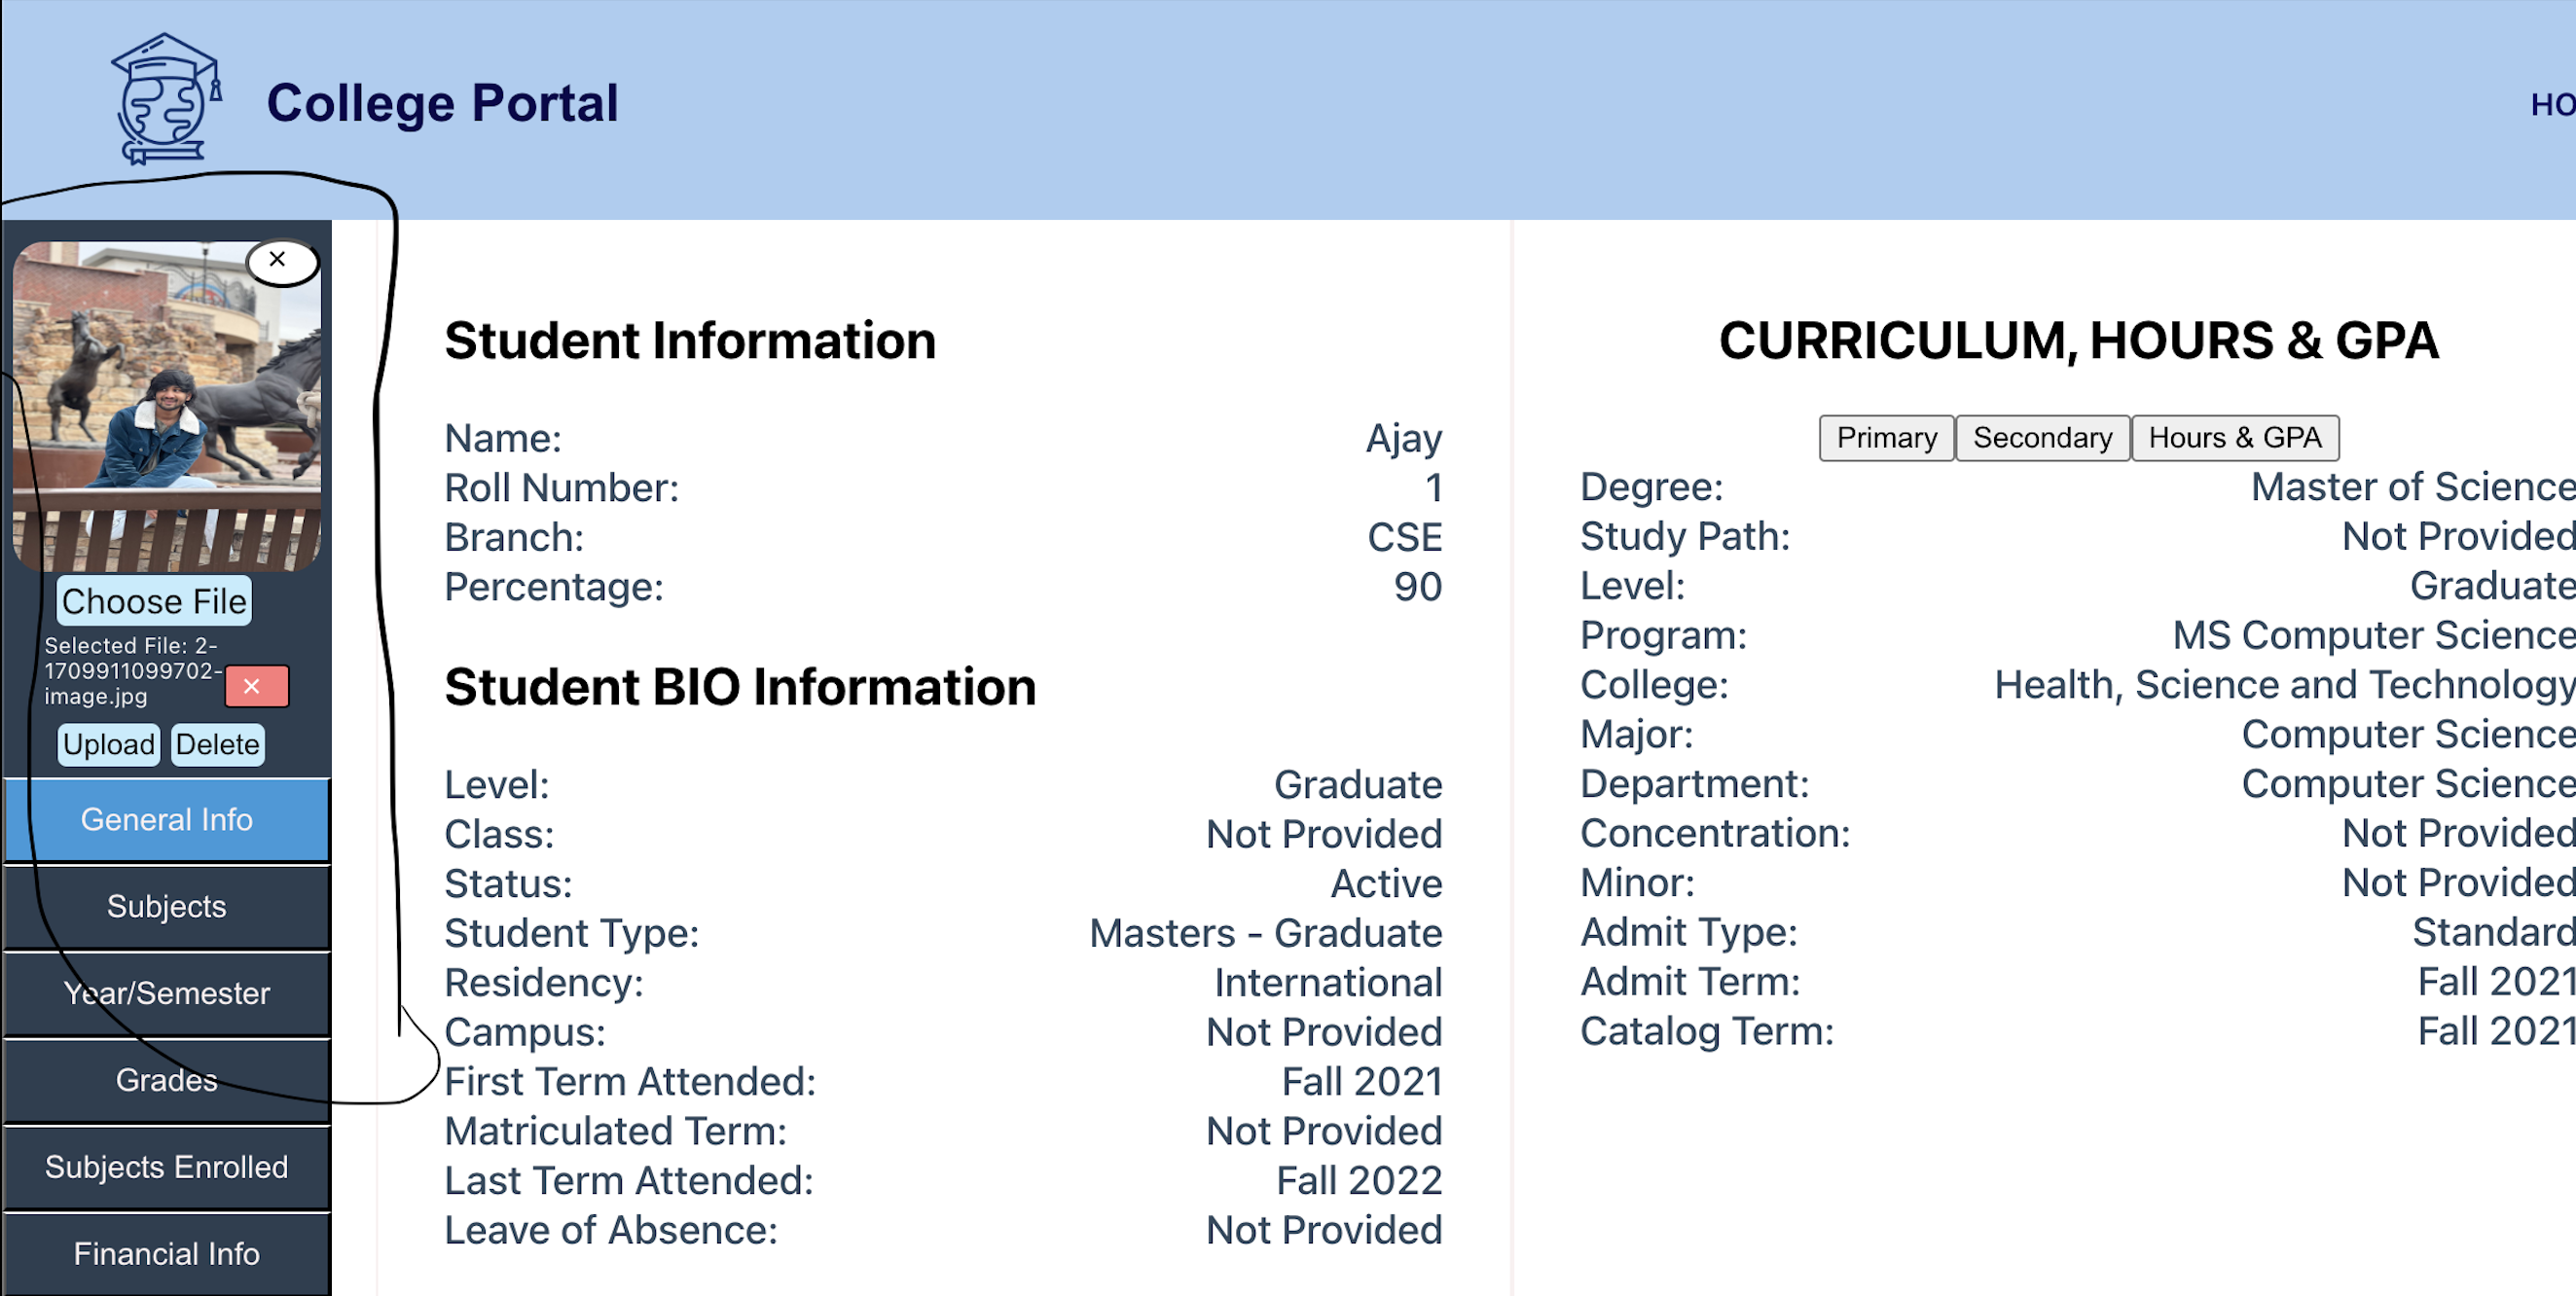 College Portal
HO
×
Choose File
Selected File: 2-
1709911099702-
image.jpg
×
Upload Delete
General Info
Subjects
Year/Semester
Grades
Subjects Enrolled
Financial Info
Student Information
Name: Ajay
Roll Number: 1
Branch: CSE
Percentage: 90
Student BIO Information
Level: Graduate
Class: Not Provided
Status: Active
Student Type: Masters - Graduate
Residency: International
Campus: Not Provided
First Term Attended: Fall 2021
Matriculated Term: Not Provided
Last Term Attended: Fall 2022
Leave of Absence: Not Provided
CURRICULUM, HOURS & GPA
Primary Secondary Hours & GPA
Degree: Master of Science
Study Path: Not Provided
Level: Graduate
Program: MS Computer Science
College: Health, Science and Technology
Major: Computer Science
Department: Computer Science
Concentration: Not Provided
Minor: Not Provided
Admit Type: Standard
Admit Term: Fall 2021
Catalog Term: Fall 2021